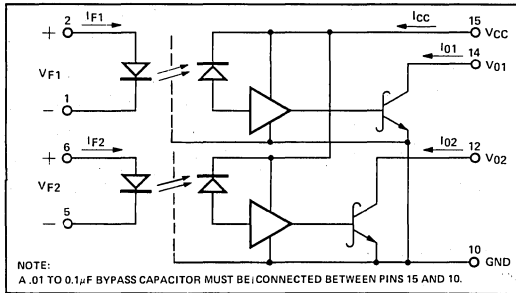 2
IF1
+
VF1
−
1
6
IF2
+
VF2
−
5
ICC
15
VCC
I01
14
V01
I02
12
V02
10
GND
NOTE:
A .01 TO 0.1µF BYPASS CAPACITOR MUST BE CONNECTED BETWEEN PINS 15 AND 10.